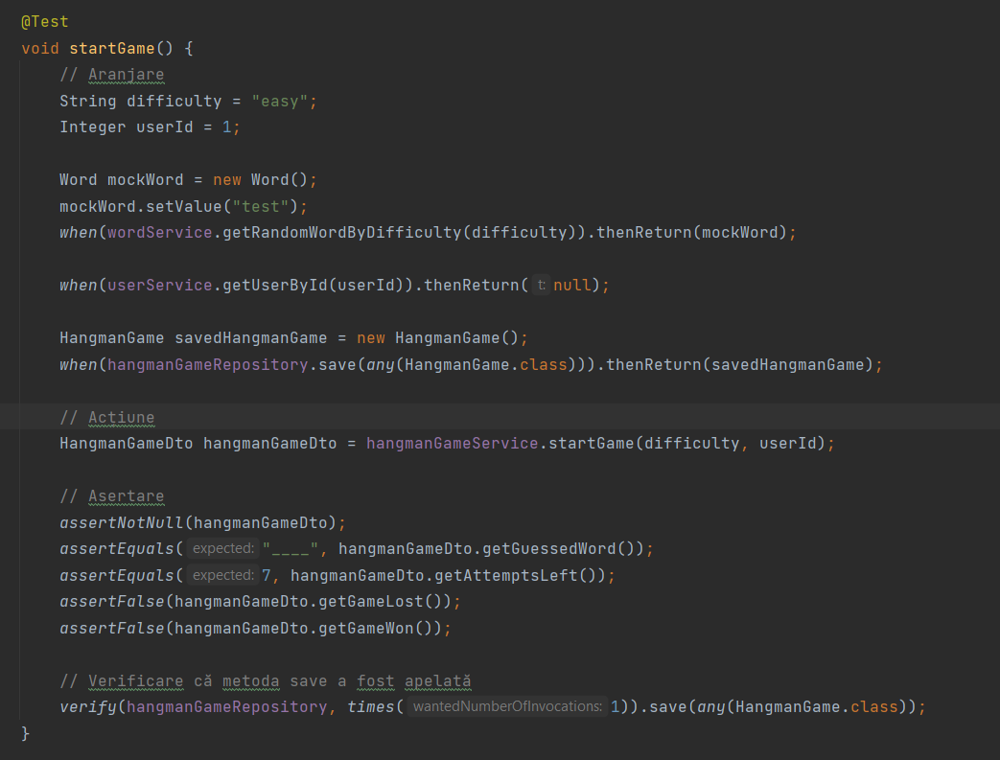 @Test
void startGame() {
// Aranjare
String difficulty = "easy";
Integer userId = 1;
Word mockWord = new Word();
mockWord.setValue("test");
when(wordService.getRandomWordByDifficulty(difficulty)).thenReturn(mockWord);
when(userService.getUserById(userId)).thenReturn( t: null);
HangmanGame savedHangmanGame = new HangmanGame();
when(hangmanGameRepository.save(any(HangmanGame.class))).thenReturn(savedHangmanGame);
// Acțiune
HangmanGameDto hangmanGameDto = hangmanGameService.startGame(difficulty, userId);
// Asertare
assertNotNull(hangmanGameDto);
assertEquals( expected: "____", hangmanGameDto.getGuessedWord());
assertEquals( expected: 7, hangmanGameDto.getAttemptsLeft());
assertFalse(hangmanGameDto.getGameLost());
assertFalse(hangmanGameDto.getGameWon());
// Verificare că metoda save a fost apelată
verify(hangmanGameRepository, times( wantedNumberOfInvocations: 1)).save(any(HangmanGame.class));
}